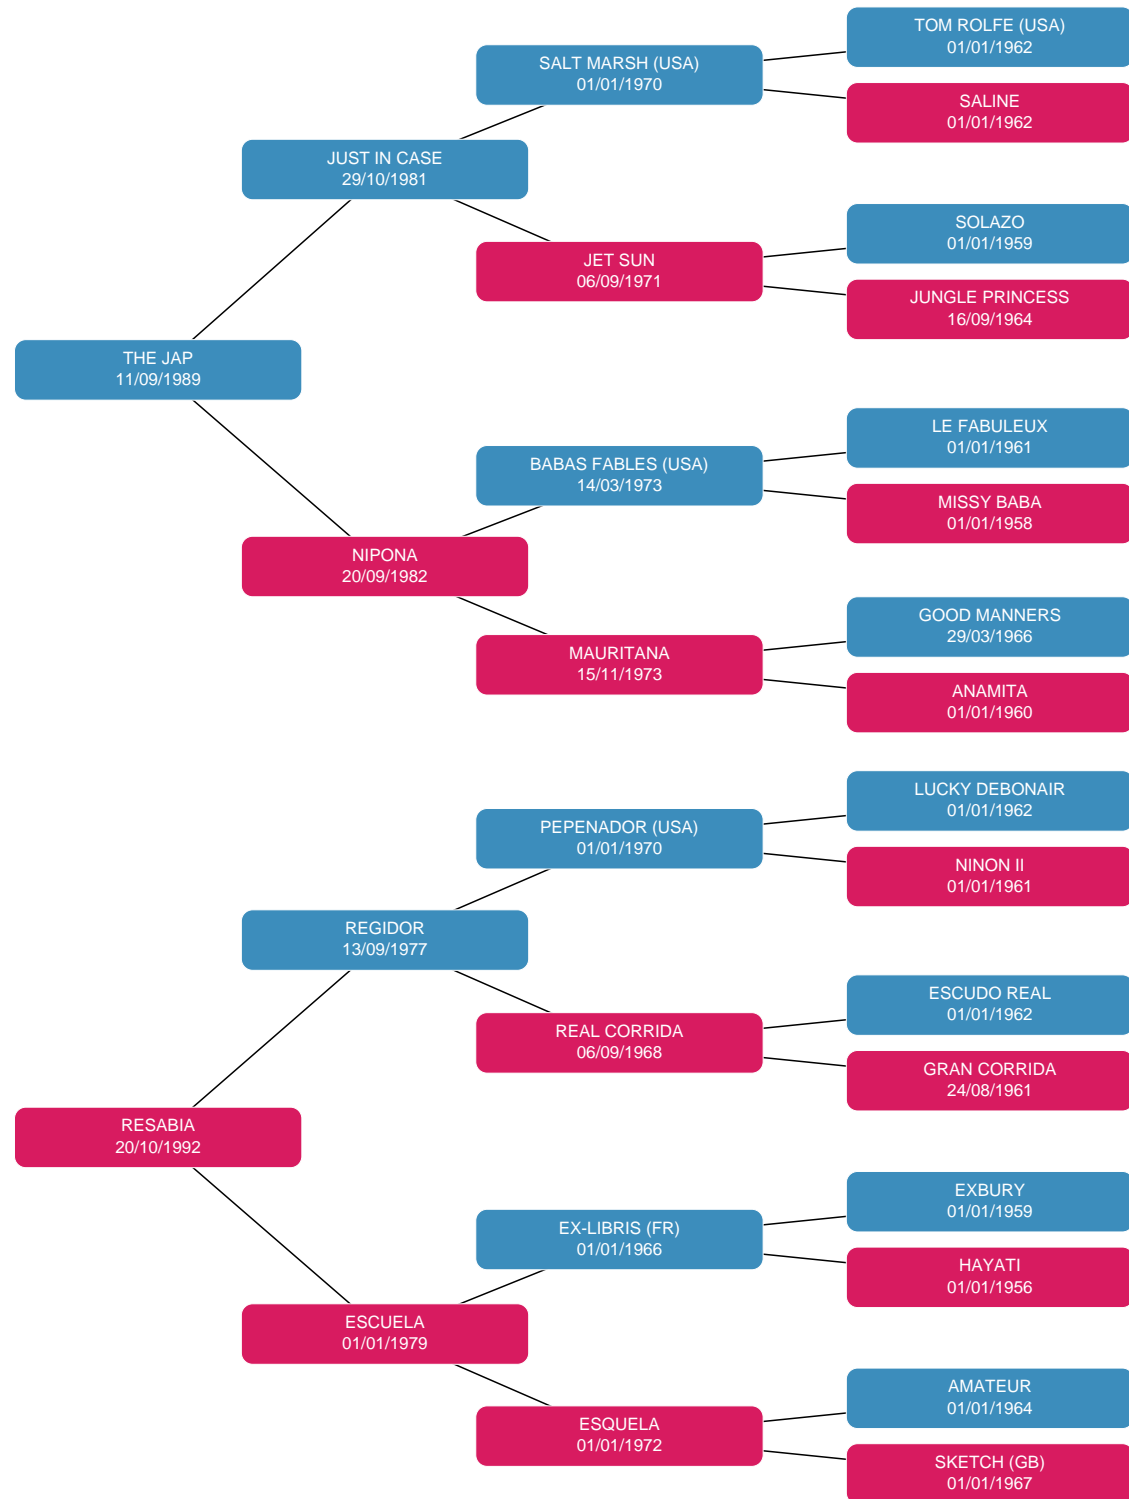 TOM ROLFE (USA)
01/01/1962
SALT MARSH (USA)
01/01/1970
SALINE
01/01/1962
JUST IN CASE
29/10/1981
SOLAZO
01/01/1959
JET SUN
06/09/1971
JUNGLE PRINCESS
16/09/1964
THE JAP
11/09/1989
LE FABULEUX
01/01/1961
BABAS FABLES (USA)
14/03/1973
MISSY BABA
01/01/1958
NIPONA
20/09/1982
GOOD MANNERS
29/03/1966
MAURITANA
15/11/1973
ANAMITA
01/01/1960
LUCKY DEBONAIR
01/01/1962
PEPENADOR (USA)
01/01/1970
NINON II
01/01/1961
REGIDOR
13/09/1977
ESCUDO REAL
01/01/1962
REAL CORRIDA
06/09/1968
GRAN CORRIDA
24/08/1961
RESABIA
20/10/1992
EXBURY
01/01/1959
EX-LIBRIS (FR)
01/01/1966
HAYATI
01/01/1956
ESCUELA
01/01/1979
AMATEUR
01/01/1964
ESQUELA
01/01/1972
SKETCH (GB)
01/01/1967